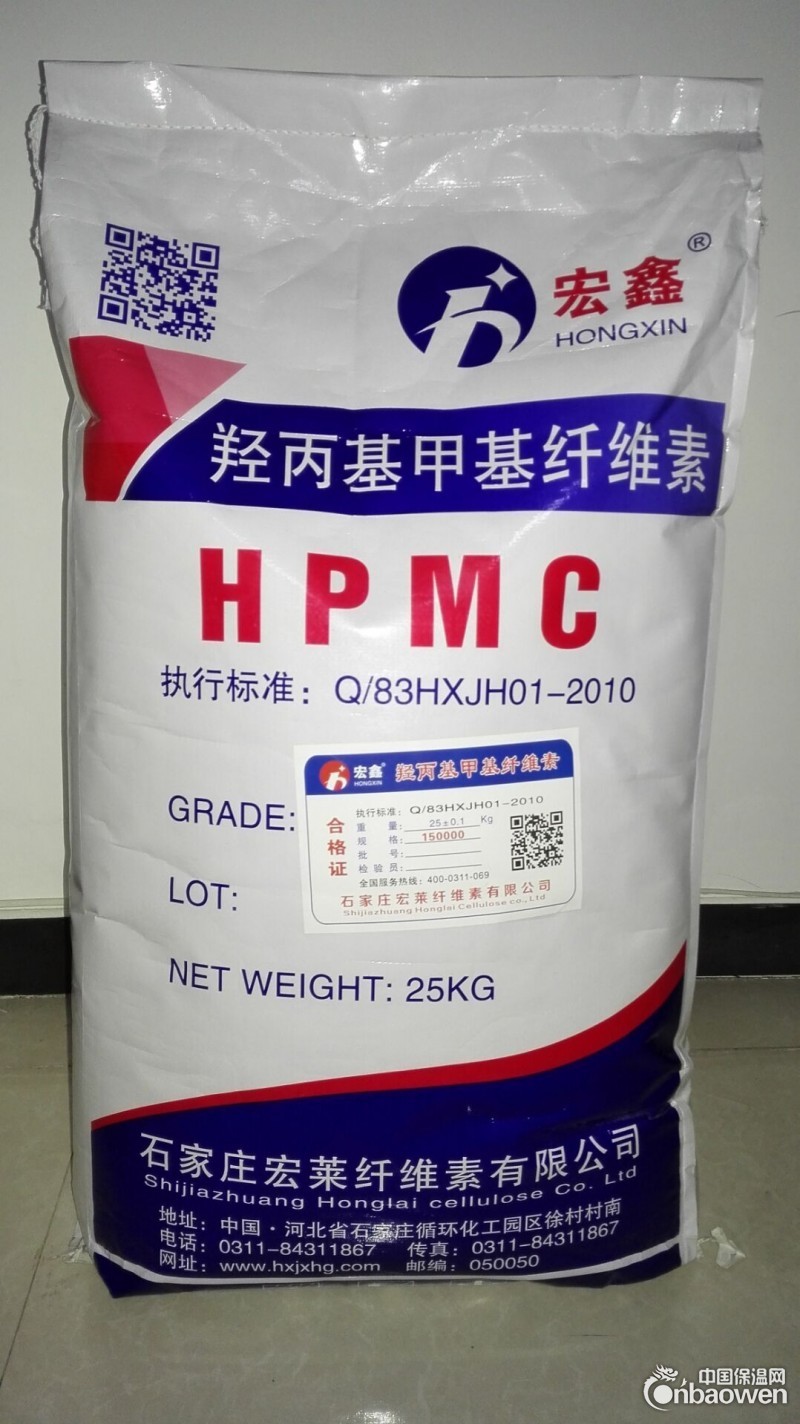 宏鑫®
HONGXIN
羟丙基甲基纤维素
HPMC
执行标准：Q/83HXJH01-2010
GRADE:
LOT:
NET WEIGHT: 25KG
宏鑫®
HONGXIN
羟丙基甲基纤维素
合格证
执行标准：Q/83HXJH01-2010
重 量：25±0.1 Kg
规 格：150000
批 号：
检验员：
全国服务热线：400-0311-069
石家庄宏莱纤维素有限公司
Shijiazhuang Honglai Cellulose co., Ltd
石家庄宏莱纤维素有限公司
Shijiazhuang Honglai cellulose Co. Ltd
地址：中国·河北省石家庄循环化工园区徐村村南
电话：0311-84311867 传真：0311-84311867
网址：www.hxjxhg.com 邮编：050050
中国保温网
cnbaowen